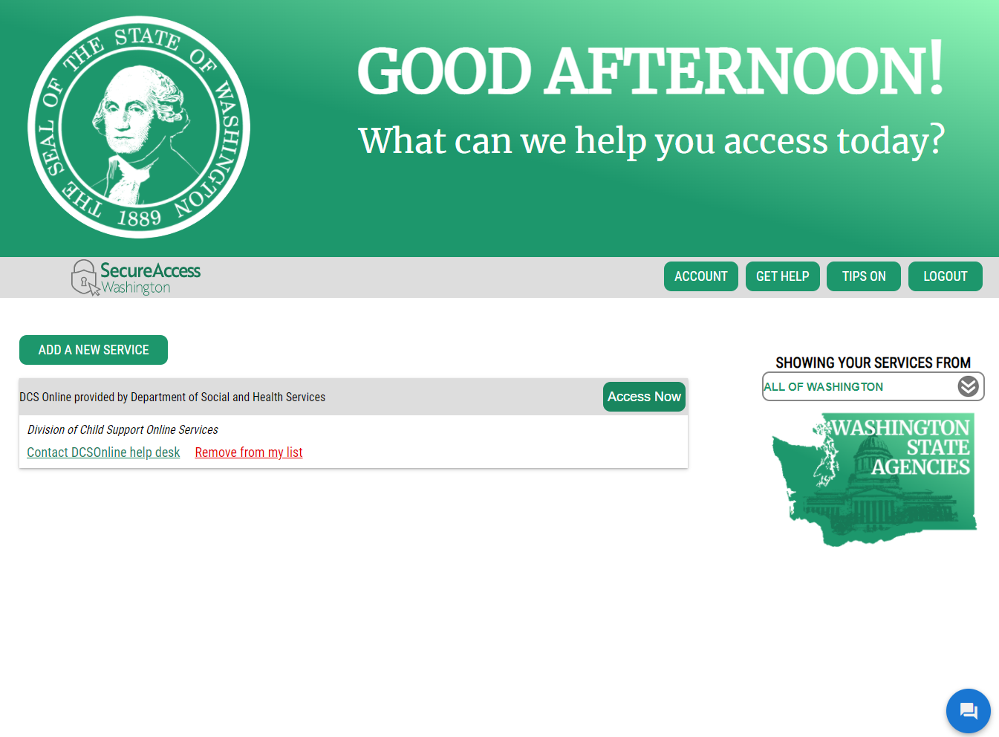 THE SEAL OF THE STATE OF WASHINGTON
1889
GOOD AFTERNOON!
What can we help you access today?
SecureAccess
Washington
ACCOUNT
GET HELP
TIPS ON
LOGOUT
ADD A NEW SERVICE
DCS Online provided by Department of Social and Health Services
Access Now
Division of Child Support Online Services
Contact DCSOnline help desk
Remove from my list
SHOWING YOUR SERVICES FROM
ALL OF WASHINGTON
WASHINGTON
STATE
AGENCIES